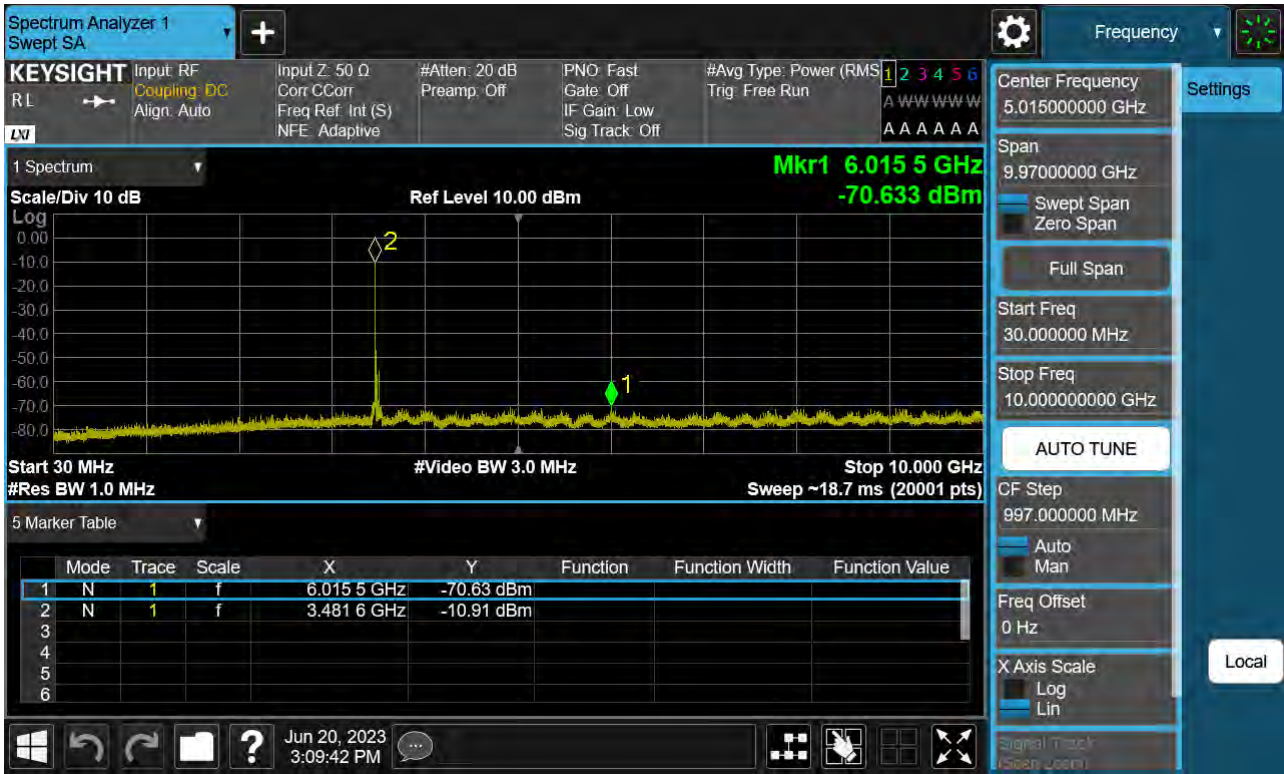 Spectrum Analyzer 1
Swept SA
Frequency
KEYSIGHT
RL
LXI
Input: RF
Coupling: DC
Align: Auto
Input Z: 50 Ω
Corr CCorr
Freq Ref: Int (S)
NFE: Adaptive
#Atten: 20 dB
Preamp: Off
PNO: Fast
Gate: Off
IF Gain: Low
Sig Track: Off
#Avg Type: Power (RMS
Trig: Free Run
1 2 3 4 5 6
A W W W W W
A A A A A A
1 Spectrum
Mkr1 6.015 5 GHz
-70.633 dBm
Scale/Div 10 dB
Ref Level 10.00 dBm
Log
0.00
-10.0
-20.0
-30.0
-40.0
-50.0
-60.0
-70.0
-80.0
2
1
Start 30 MHz
#Video BW 3.0 MHz
Stop 10.000 GHz
#Res BW 1.0 MHz
Sweep ~18.7 ms (20001 pts)
5 Marker Table
Mode Trace Scale X Y Function Function Width Function Value
1 N 1 f 6.015 5 GHz -70.63 dBm
2 N 1 f 3.481 6 GHz -10.91 dBm
3
4
5
6
Jun 20, 2023
3:09:42 PM
Center Frequency
5.015000000 GHz
Settings
Span
9.97000000 GHz
Swept Span
Zero Span
Full Span
Start Freq
30.000000 MHz
Stop Freq
10.000000000 GHz
AUTO TUNE
CF Step
997.000000 MHz
Auto
Man
Freq Offset
0 Hz
X Axis Scale
Log
Lin
Local
Signal Track
(Span Zoom)